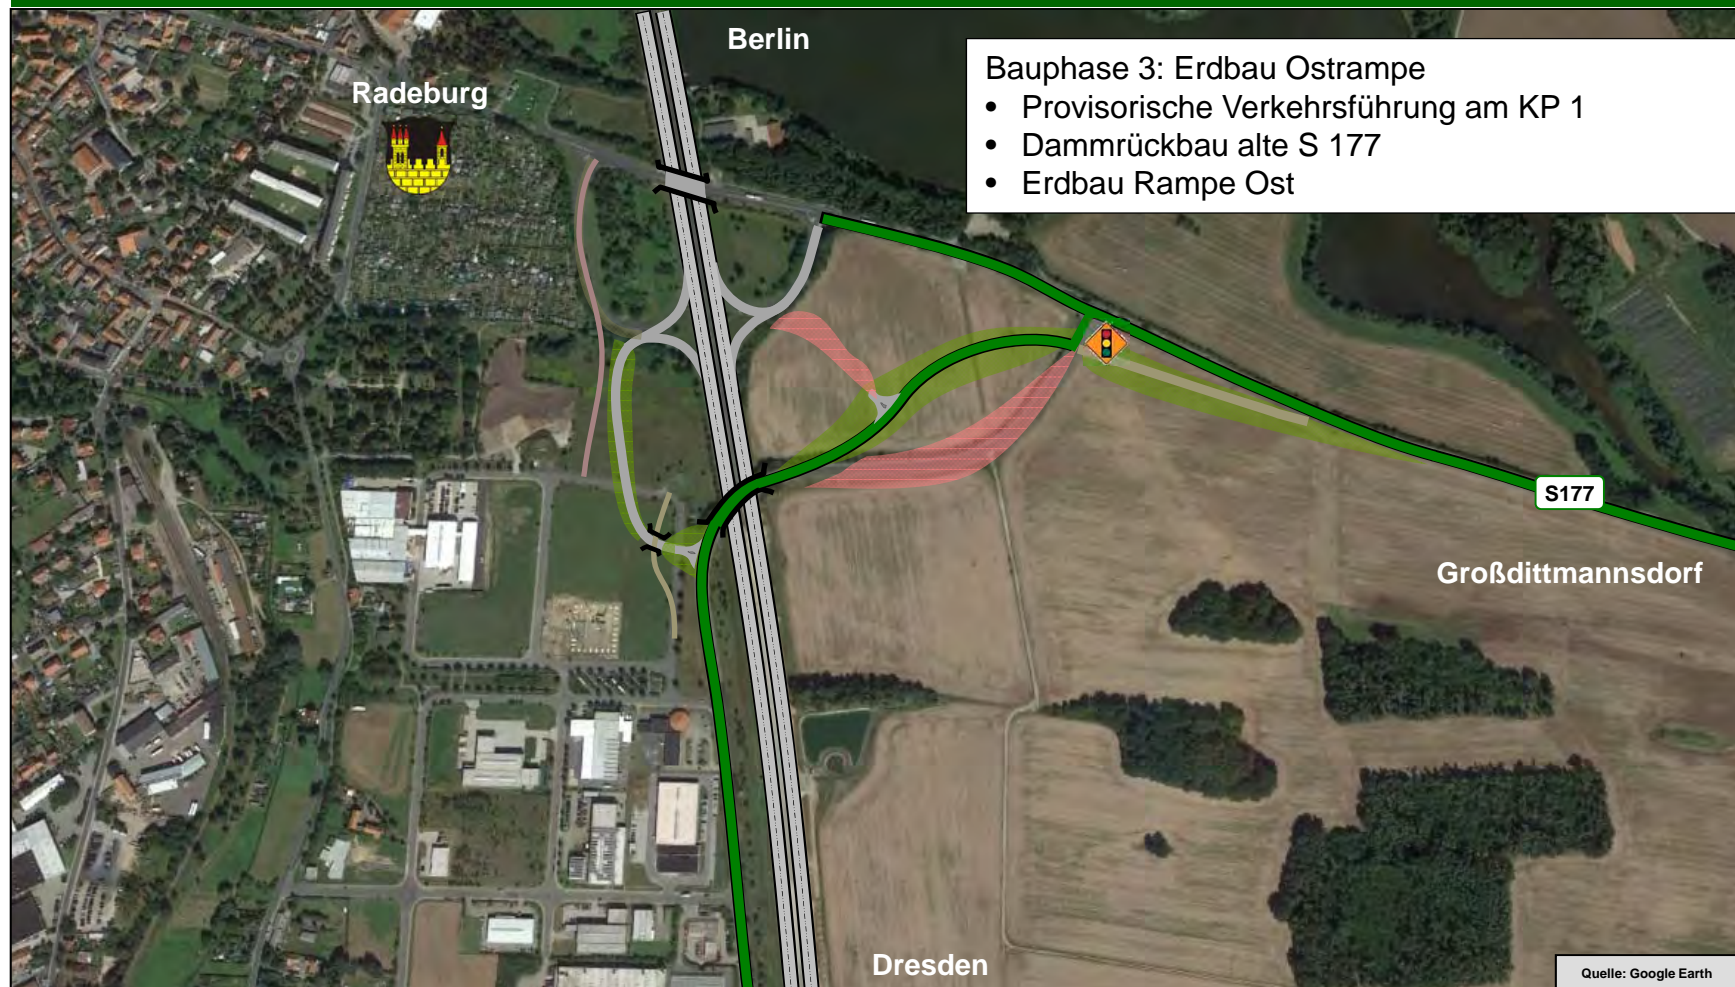 Berlin
Radeburg
Bauphase 3: Erdbau Ostrampe
• Provisorische Verkehrsführung am KP 1
• Dammrückbau alte S 177
• Erdbau Rampe Ost
S177
Großdittmannsdorf
Dresden
Quelle: Google Earth